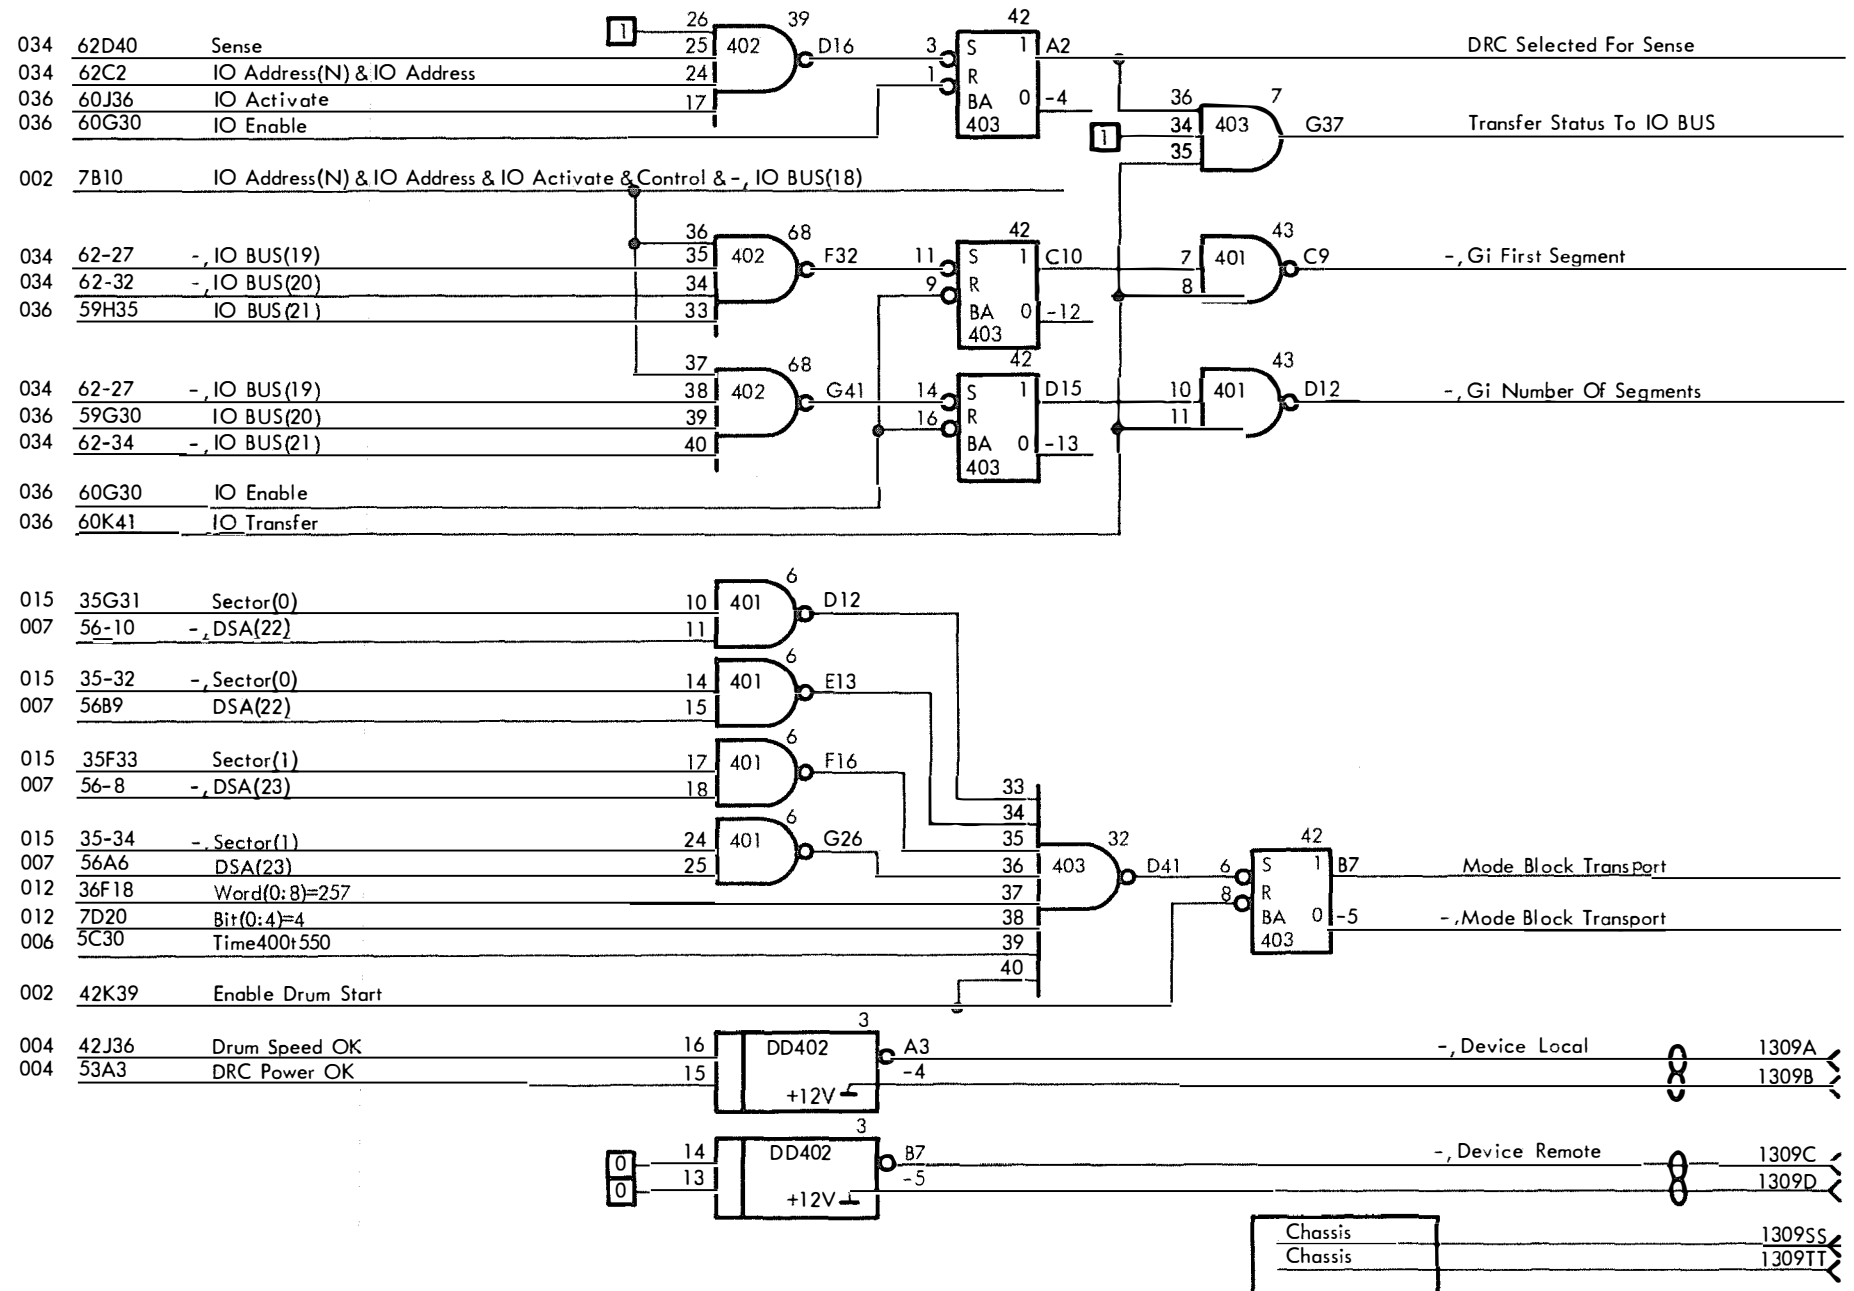 26 39 42
1
034 62D40 Sense 25 402 D16 3 S 1 A2 DRC Selected For Sense
034 62C2 IO Address(N) & IO Address 24 1 R
036 60J36 IO Activate 17 BA 0 -4 36 7
036 60G30 IO Enable 403 1 34 403 G37 Transfer Status To IO BUS
35
002 7B10 IO Address(N) & IO Address & IO Activate & Control & -, IO BUS(18)
36 68 42 43
034 62-27 -, IO BUS(19) 35 402 F32 11 S 1 C10 7 401 C9 -, Gi First Segment
034 62-32 -, IO BUS(20) 34 9 R 8
036 59H35 IO BUS(21) 33 BA 0 -12
403
37 68 42 43
034 62-27 -, IO BUS(19) 38 402 G41 14 S 1 D15 10 401 D12 -, Gi Number Of Segments
036 59G30 IO BUS(20) 39 16 R 11
034 62-34 -, IO BUS(21) 40 BA 0 -13
403
036 60G30 IO Enable
036 60K41 IO Transfer
6
015 35G31 Sector(0) 10 401 D12
007 56-10 -, DSA(22) 11
6
015 35-32 -, Sector(0) 14 401 E13
007 56B9 DSA(22) 15
6
015 35F33 Sector(1) 17 401 F16
007 56-8 -, DSA(23) 18 33
34
6
015 35-34 -, Sector(1) 24 401 G26 35 32 42
007 56A6 DSA(23) 25 36 403 D41 6 S 1 B7 Mode Block Transport
012 36F18 Word(0:8)=257 37 8 R
012 7D20 Bit(0:4)=4 38 BA 0 -5 -, Mode Block Transport
006 5C30 Time400t550 39 403
40
002 42K39 Enable Drum Start
3
004 42J36 Drum Speed OK 16 DD402 A3 -, Device Local 1309A
004 53A3 DRC Power OK 15 -4 1309B
+12V
3
0 14 DD402 B7 -, Device Remote 1309C
0 13 -5 1309D
+12V
Chassis 1309SS
Chassis 1309TT